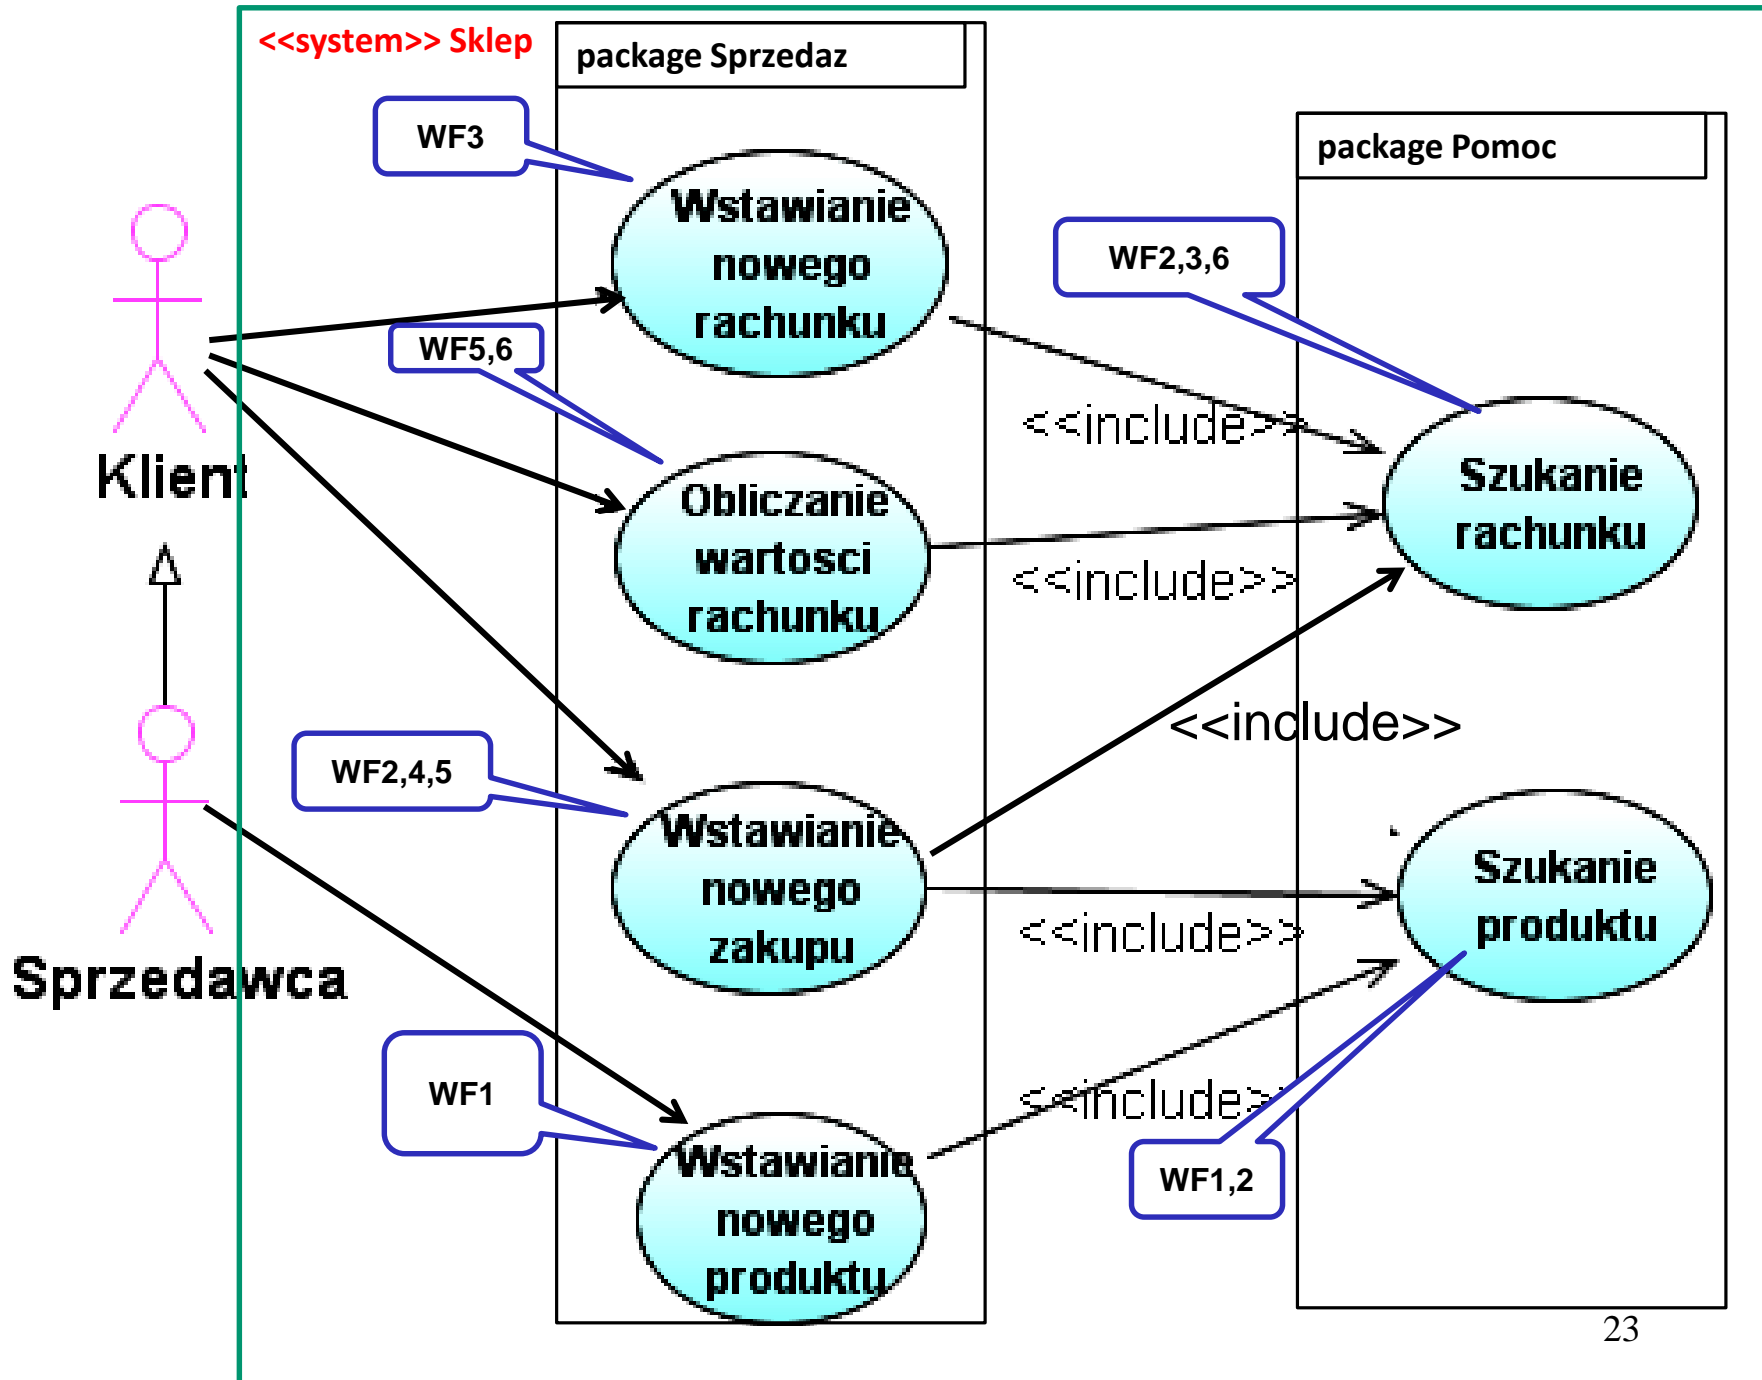 <<system>> Sklep
package Sprzedaz
WF3
package Pomoc
Wstawianie
nowego
rachunku
WF2,3,6
WF5,6
<<include>>
Klient
Obliczanie
wartosci
rachunku
Szukanie
rachunku
<<include>>
<<include>>
WF2,4,5
Wstawianie
nowego
zakupu
Szukanie
produktu
<<include>>
Sprzedawca
WF1
<<include>
Wstawianie
nowego
produktu
WF1,2
23